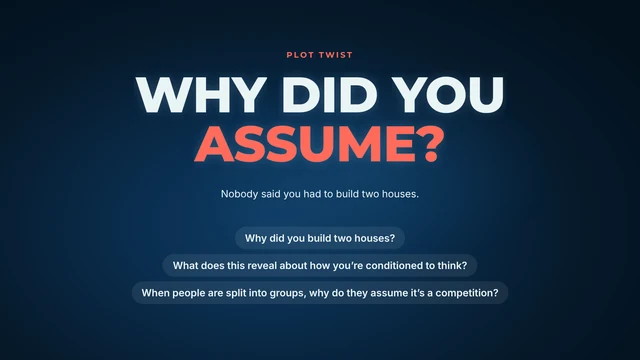 PLOT TWIST
WHY DID YOU
ASSUME?
Nobody said you had to build two houses.
Why did you build two houses?
What does this reveal about how you’re conditioned to think?
When people are split into groups, why do they assume it’s a competition?